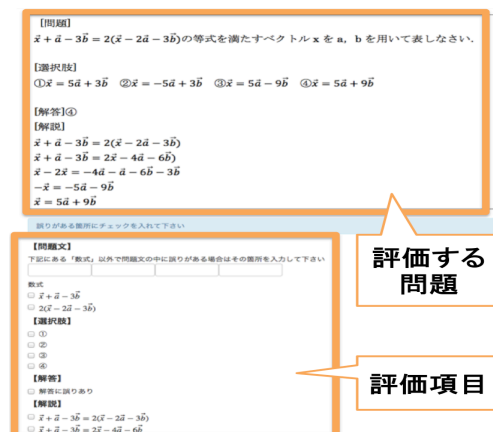 [問題]
x⃗ + a⃗ − 3b⃗ = 2(x⃗ − 2a⃗ − 3b⃗)の等式を満たすベクトル x を a，b を用いて表しなさい．
[選択肢]
①x⃗ = 5a⃗ + 3b⃗ ②x⃗ = −5a⃗ + 3b⃗ ③x⃗ = 5a⃗ − 9b⃗ ④x⃗ = 5a⃗ + 9b⃗
[解答]④
[解説]
x⃗ + a⃗ − 3b⃗ = 2(x⃗ − 2a⃗ − 3b⃗)
x⃗ + a⃗ − 3b⃗ = 2x⃗ − 4a⃗ − 6b⃗)
x⃗ − 2x⃗ = −4a⃗ − a⃗ − 6b⃗ − 3b⃗
−x⃗ = −5a⃗ − 9b⃗
x⃗ = 5a⃗ + 9b⃗
誤りがある箇所にチェックを入れて下さい
評価する
問題
【問題文】
下記にある「数式」以外で問題文の中に誤りがある場合はその箇所を入力して下さい
数式
x⃗ + a⃗ − 3b⃗
2(x⃗ − 2a⃗ − 3b⃗)
【選択肢】
①
②
③
④
【解答】
解答に誤りあり
【解説】
x⃗ + a⃗ − 3b⃗ = 2(x⃗ − 2a⃗ − 3b⃗)
x⃗ + a⃗ − 3b⃗ = 2x⃗ − 4a⃗ − 6b⃗
評価項目